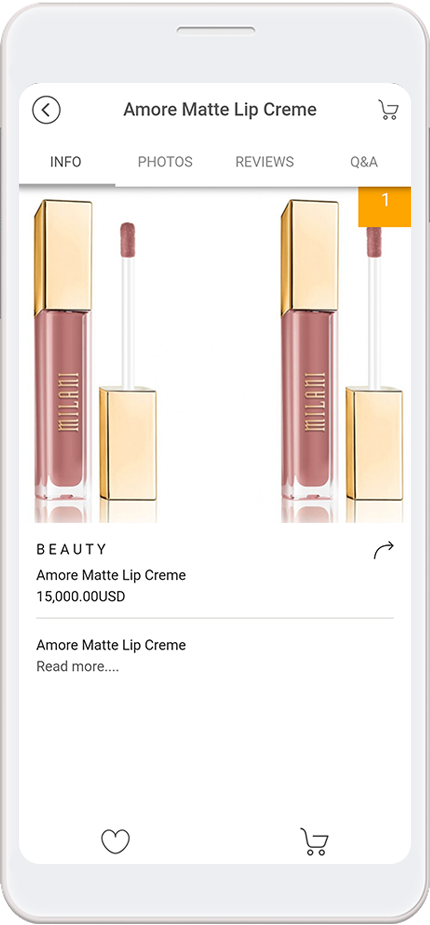 Amore Matte Lip Creme
INFO PHOTOS REVIEWS Q&A
1
MILANI
MILANI
BEAUTY
Amore Matte Lip Creme
15,000.00USD
Amore Matte Lip Creme
Read more....